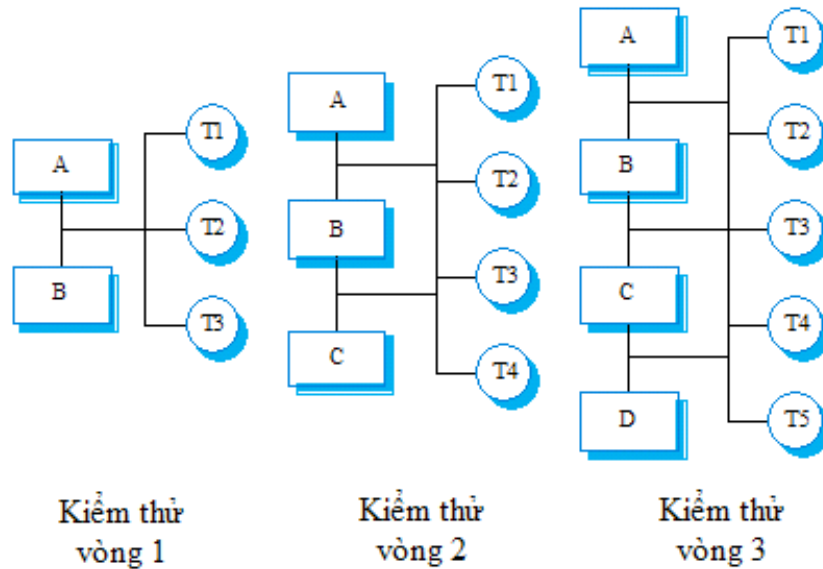 A
B
T1
T2
T3
Kiểm thử
vòng 1
A
B
C
T1
T2
T3
T4
Kiểm thử
vòng 2
A
B
C
D
T1
T2
T3
T4
T5
Kiểm thử
vòng 3